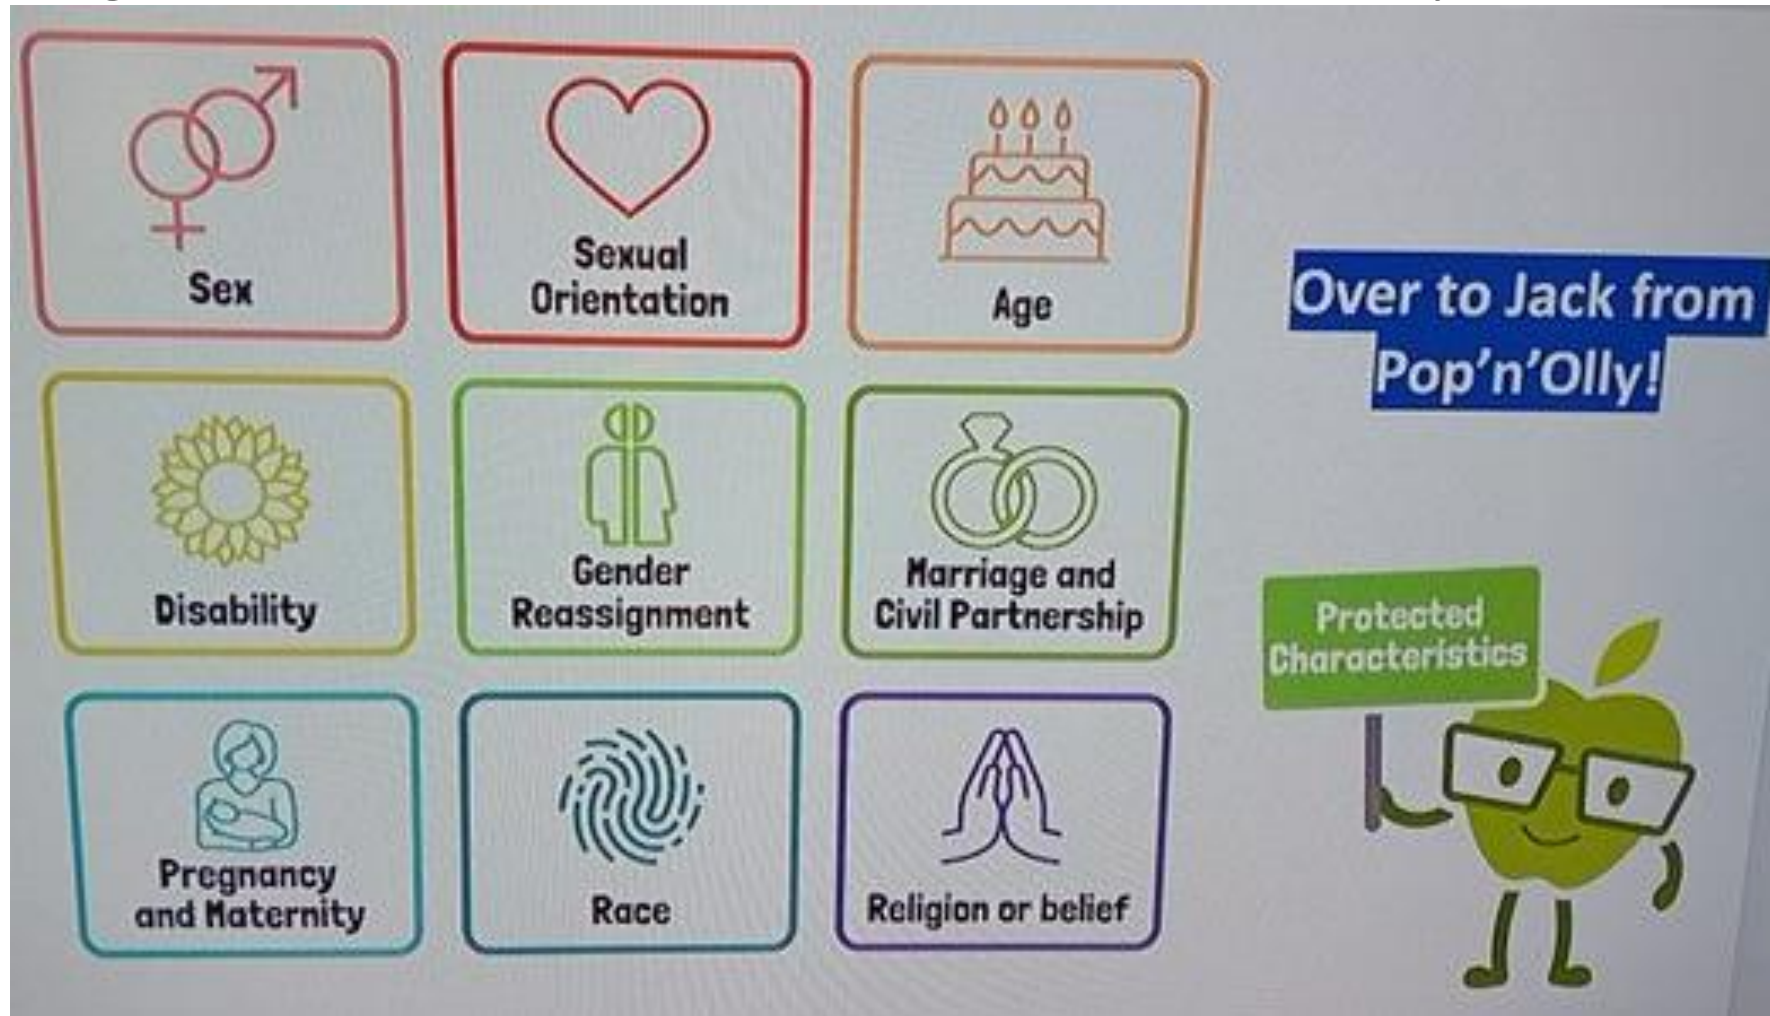 Sex
Sexual
Orientation
Age
Disability
Gender
Reassignment
Marriage and
Civil Partnership
Pregnancy
and Maternity
Race
Religion or belief
Over to Jack from
Pop'n'Olly!
Protected
Characteristics